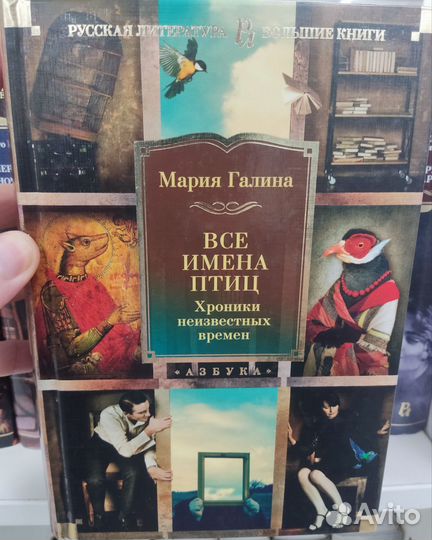 РУССКАЯ ЛИТЕРАТУРА БОЛЬШИЕ КНИГИ
Мария Галина
ВСЕ
ИМЕНА
ПТИЦ
Хроники
неизвестных
времен
«АЗБУКА»
Avito